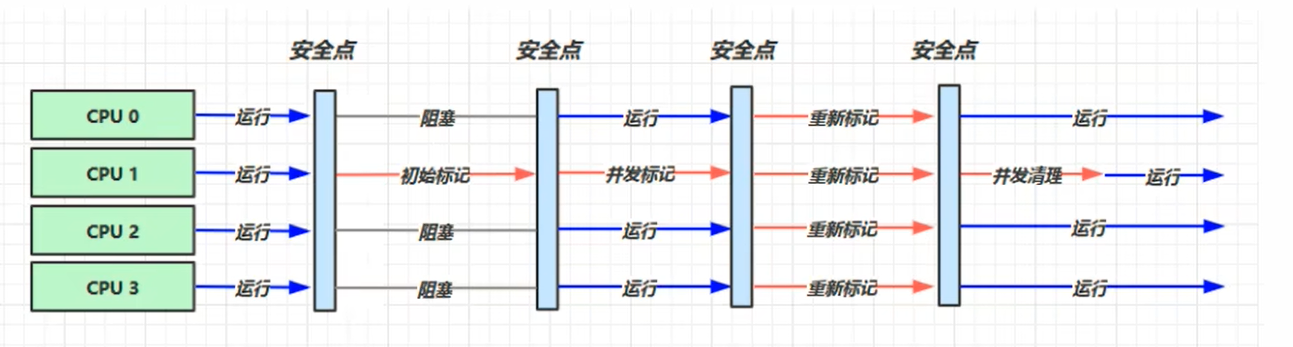 安全点 安全点 安全点 安全点
CPU 0 运行 阻塞 运行 重新标记 运行
CPU 1 运行 初始标记 并发标记 重新标记 并发清理 运行
CPU 2 运行 阻塞 运行 重新标记 运行
CPU 3 运行 阻塞 运行 重新标记 运行